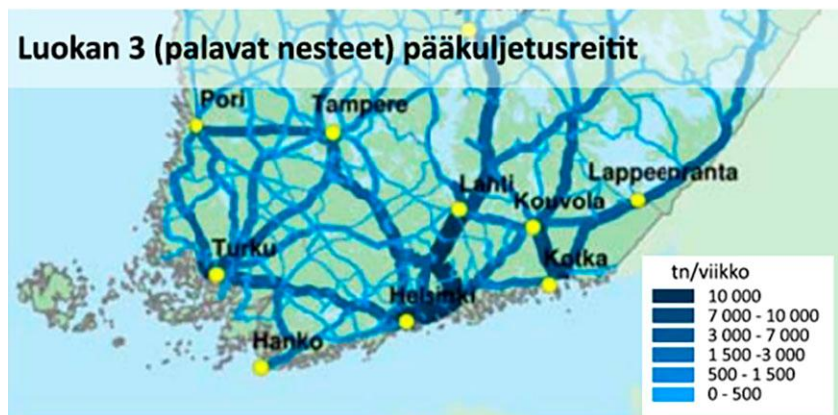 Luokan 3 (palavat nesteet) pääkuljetusreitit
Pori
Tampere
Lahti
Kouvola
Lappeenranta
Turku
Helsinki
Kotka
Hanko
tn/viikko
10 000
7 000 - 10 000
3 000 - 7 000
1 500 -3 000
500 - 1 500
0 - 500